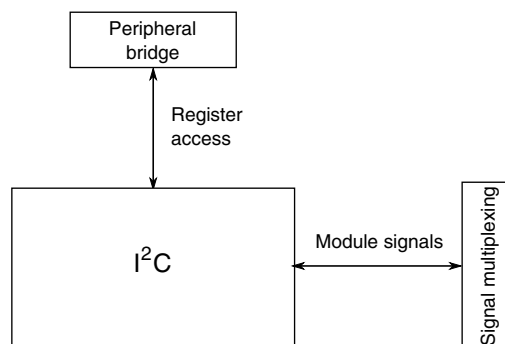 Peripheral
bridge
Register
access
I²C
Module signals
Signal multiplexing